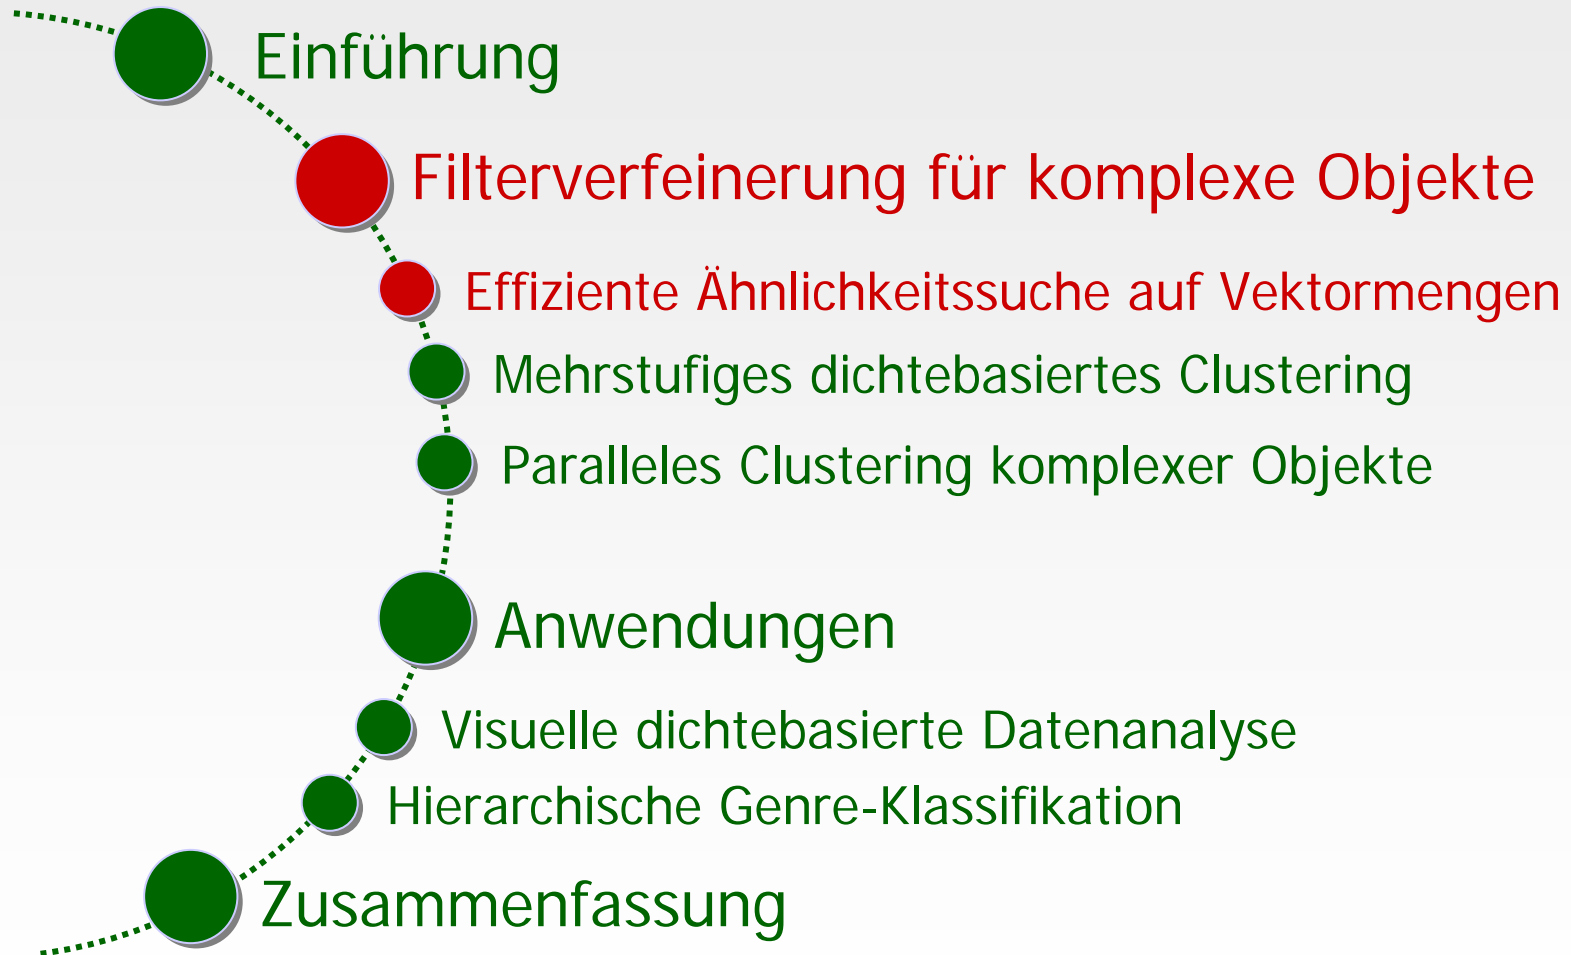 Einführung
Filterverfeinerung für komplexe Objekte
Effiziente Ähnlichkeitssuche auf Vektormengen
Mehrstufiges dichtebasiertes Clustering
Paralleles Clustering komplexer Objekte
Anwendungen
Visuelle dichtebasierte Datenanalyse
Hierarchische Genre-Klassifikation
Zusammenfassung